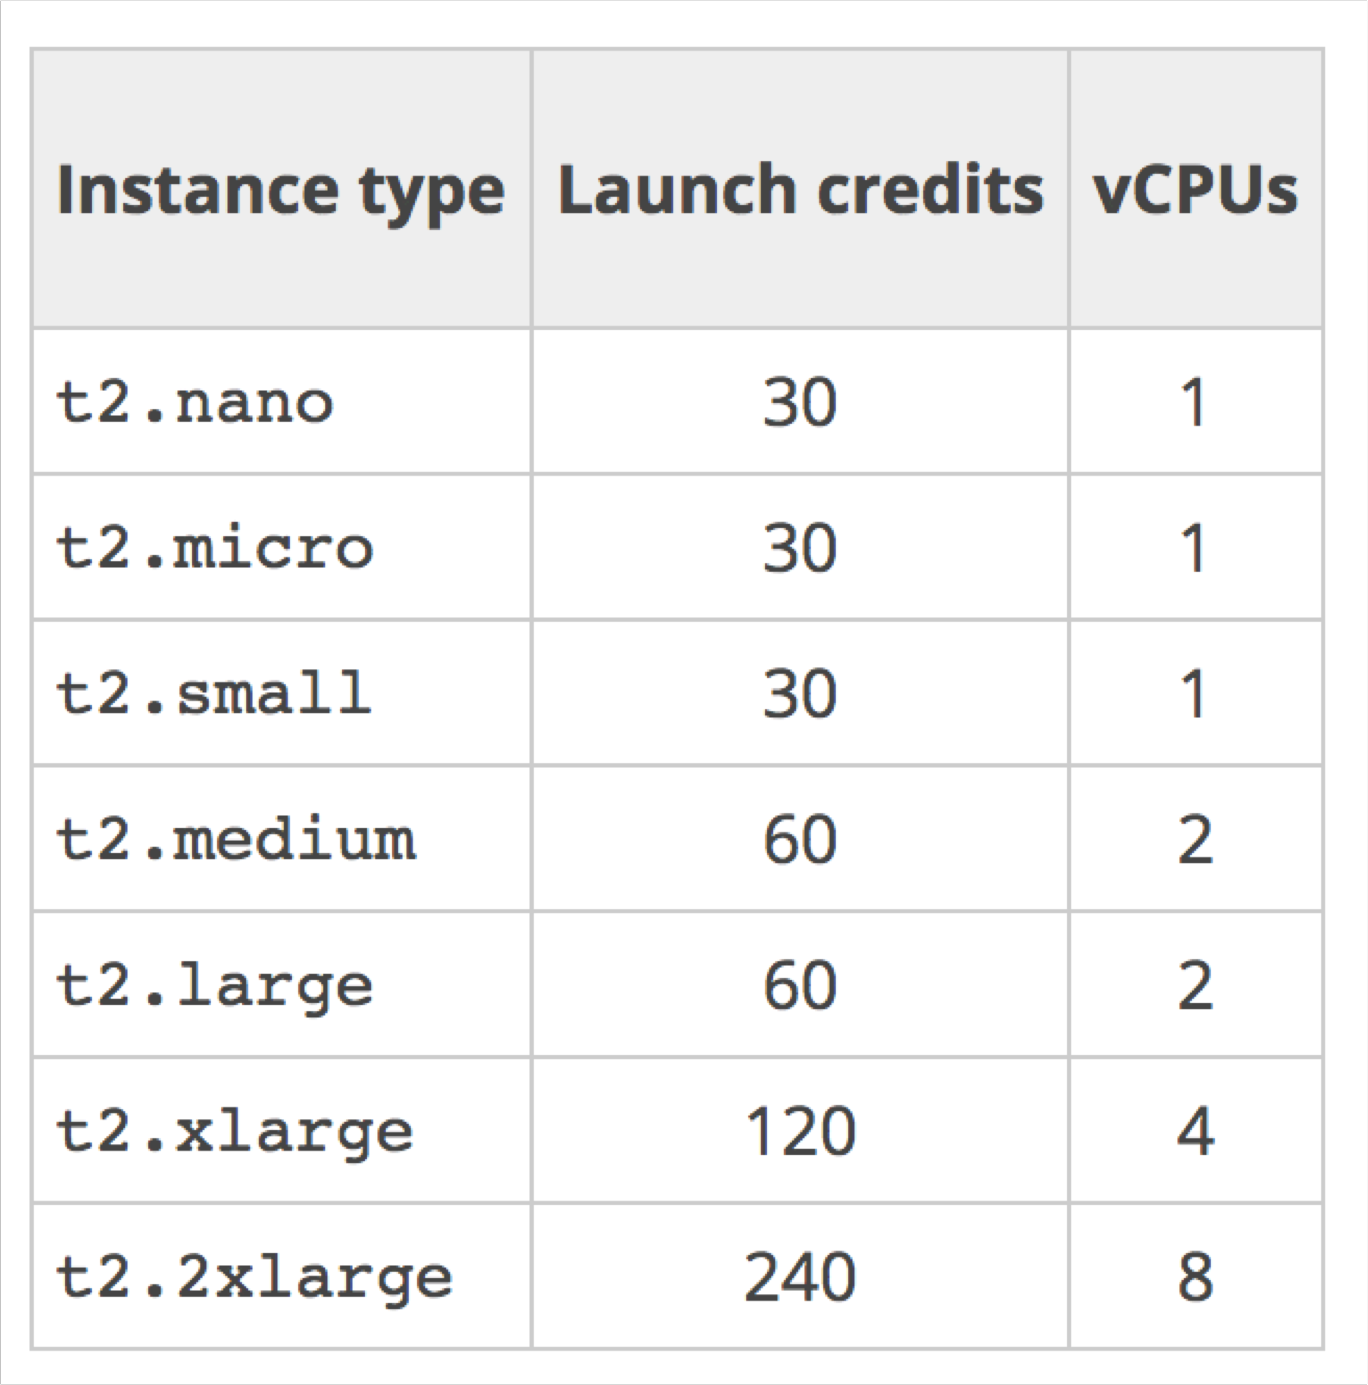 Instance type Launch credits vCPUs
t2.nano 30 1
t2.micro 30 1
t2.small 30 1
t2.medium 60 2
t2.large 60 2
t2.xlarge 120 4
t2.2xlarge 240 8